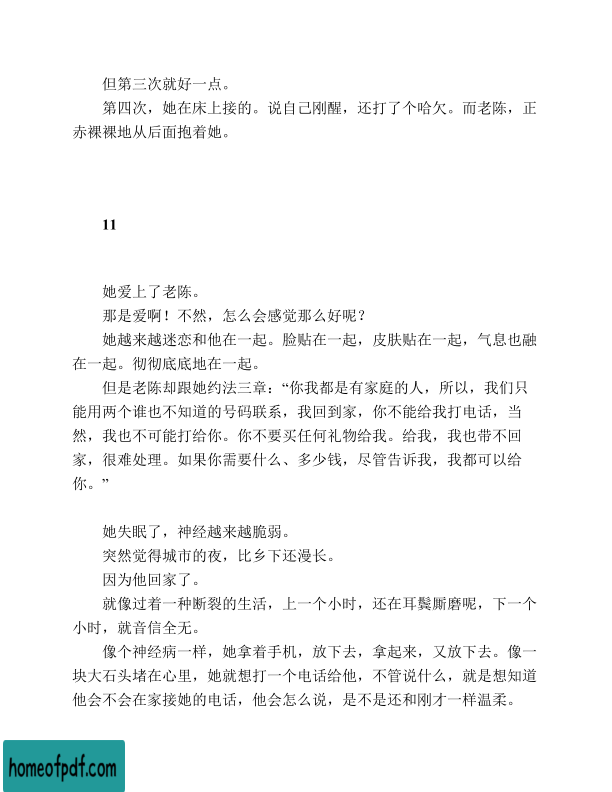 但第三次就好一点。
第四次，她在床上接的。说自己刚醒，还打了个哈欠。而老陈，正
赤裸裸地从后面抱着她。
11
她爱上了老陈。
那是爱啊！不然，怎么会感觉那么好呢？
她越来越迷恋和他在一起。脸贴在一起，皮肤贴在一起，气息也融
在一起。彻彻底底地在一起。
但是老陈却跟她约法三章：“你我都是有家庭的人，所以，我们只
能用两个谁也不知道的号码联系，我回到家，你不能给我打电话，当
然，我也不可能打给你。你不要买任何礼物给我。给我，我也带不回
家，很难处理。如果你需要什么、多少钱，尽管告诉我，我都可以给
你。”
她失眠了，神经越来越脆弱。
突然觉得城市的夜，比乡下还漫长。
因为他回家了。
就像过着一种断裂的生活，上一个小时，还在耳鬓厮磨呢，下一个
小时，就音信全无。
像个神经病一样，她拿着手机，放下去，拿起来，又放下去。像一
块大石头堵在心里，她就想打一个电话给他，不管说什么，就是想知道
他会不会在家接她的电话，他会怎么说，是不是还和刚才一样温柔。
homeofpdf.com